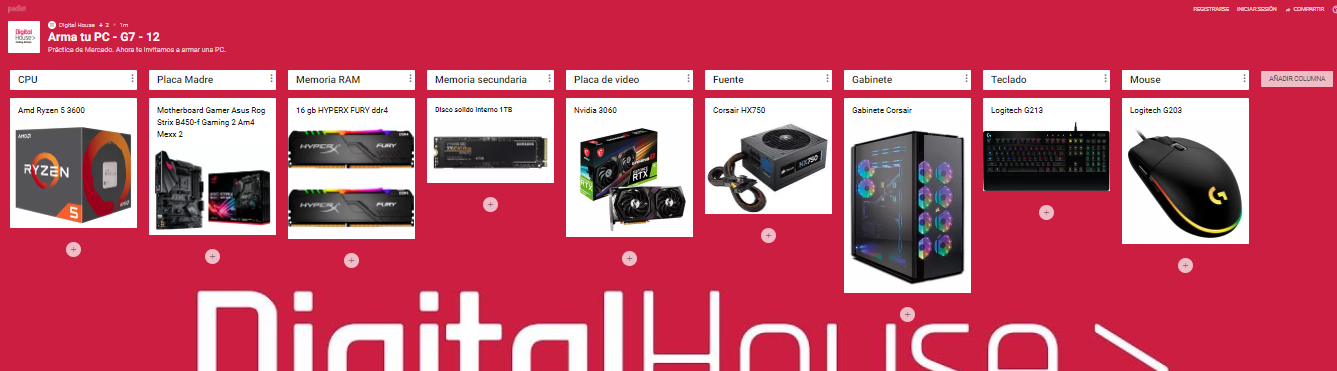 padlet
REGISTRARSE INICIAR SESIÓN COMPARTIR
Digital House + 2 • 1m
Digital
House>
Arma tu PC - G7 - 12
Práctica de Mercado. Ahora te invitamos a armar una PC.
CPU
Placa Madre
Memoria RAM
Memoria secundaria
Placa de video
Fuente
Gabinete
Teclado
Mouse
AÑADIR COLUMNA
Amd Ryzen 5 3600
AMD
RYZEN
5
Motherboard Gamer Asus Rog
Strix B450-f Gaming 2 Am4
Mexx 2
16 gb HYPERX FURY ddr4
HYPERX FURY DDR4
HYPERX FURY
Disco solido Interno 1TB
SAMSUNG
Nvidia 3060
GEFORCE
RTX
RTX
Corsair HX750
HX750
Gabinete Corsair
Logitech G213
Logitech G203
DigitalHouse>